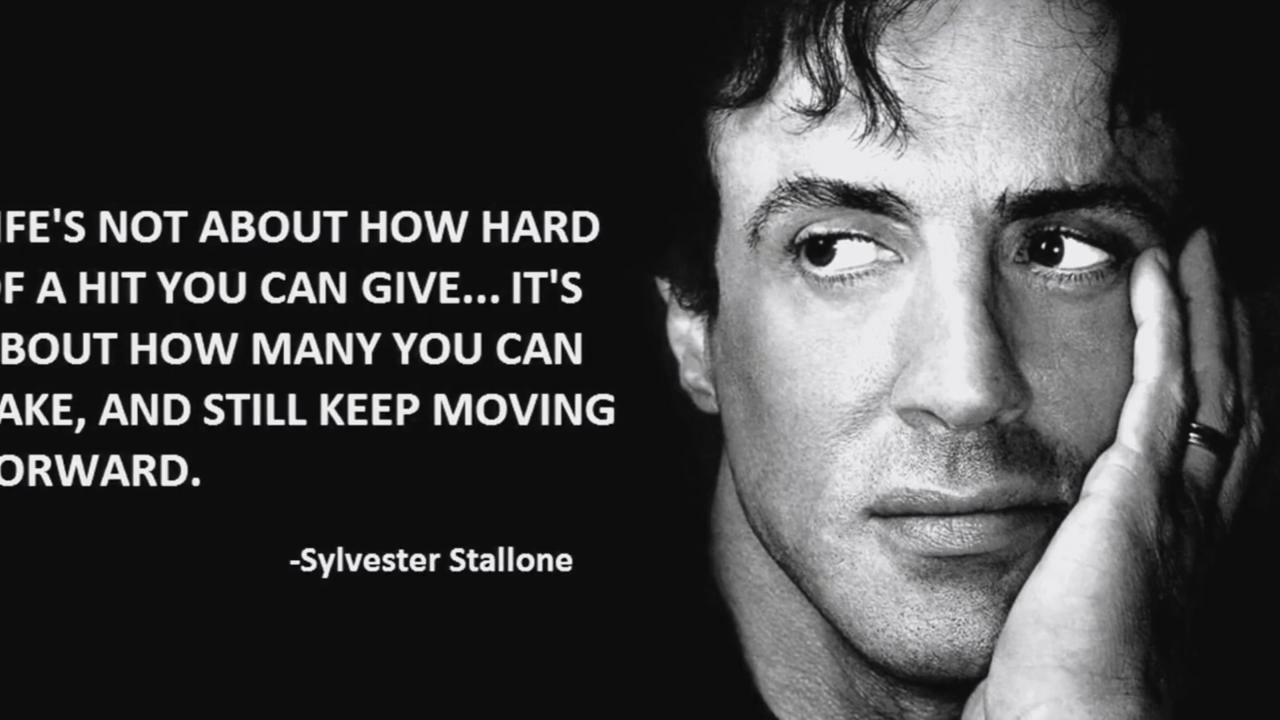 IFE'S NOT ABOUT HOW HARD
OF A HIT YOU CAN GIVE... IT'S
BOUT HOW MANY YOU CAN
AKE, AND STILL KEEP MOVING
ORWARD.
-Sylvester Stallone